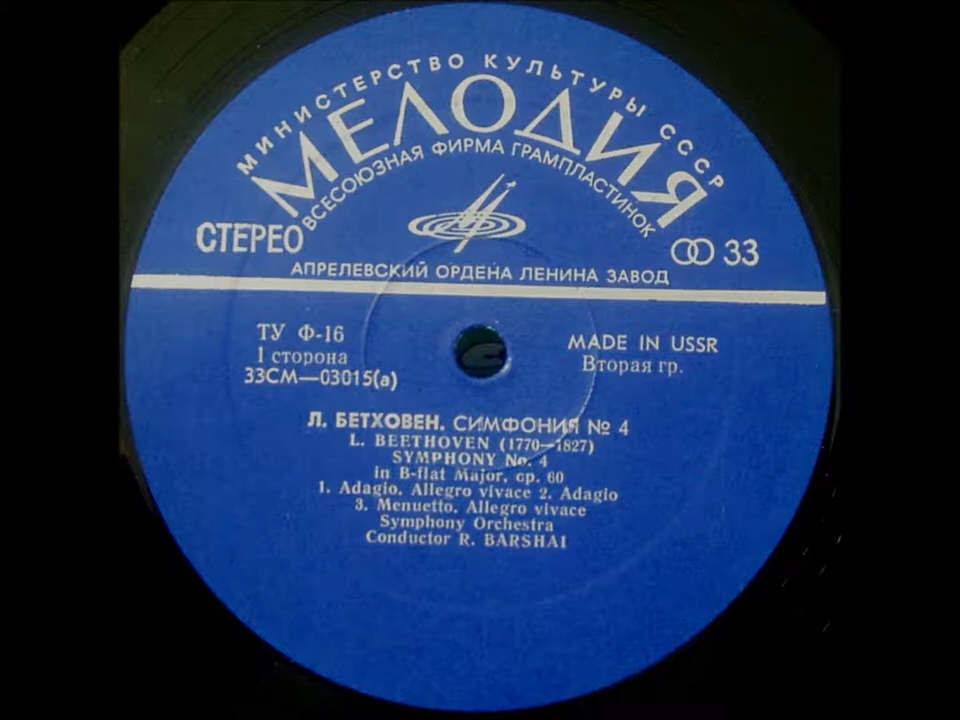 МИНИСТЕРСТВО КУЛЬТУРЫ СССР
МЕЛОДИЯ
ВСЕСОЮЗНАЯ ФИРМА ГРАМПЛАСТИНОК
СТЕРЕО
33
АПРЕЛЕВСКИЙ ОРДЕНА ЛЕНИНА ЗАВОД
ТУ Ф-16
1 сторона
33СМ—03015(а)
MADE IN USSR
Вторая гр.
Л. БЕТХОВЕН. СИМФОНИЯ № 4
L. BEETHOVEN (1770—1827)
SYMPHONY No. 4
in B-flat Major, op. 60
1. Adagio. Allegro vivace 2. Adagio
3. Menuetto. Allegro vivace
Symphony Orchestra
Conductor R. BARSHAI